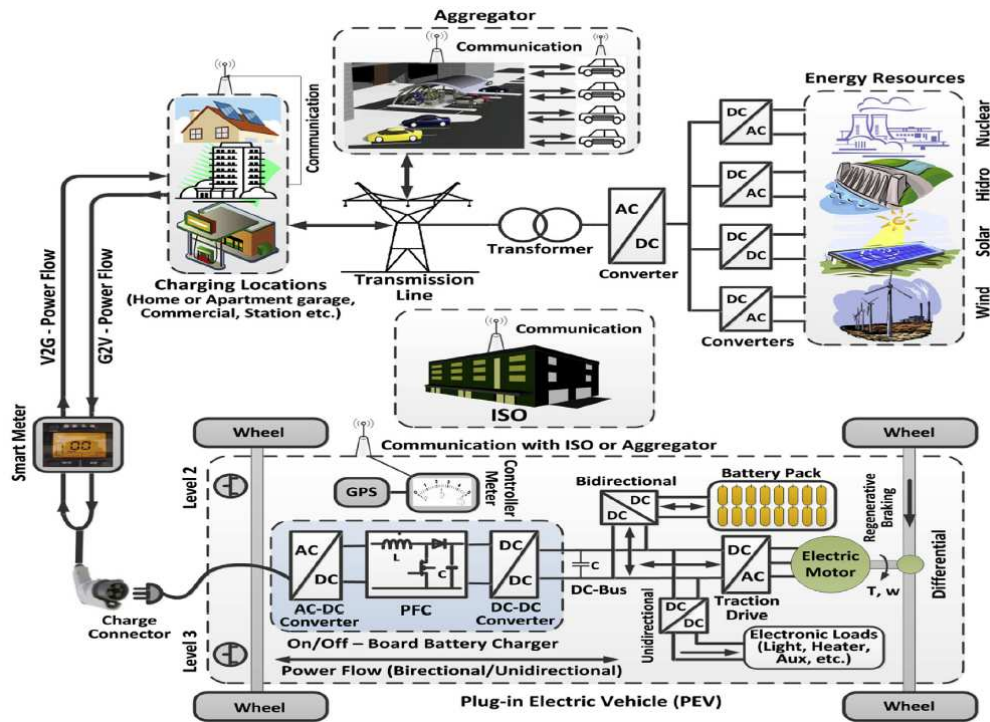 Aggregator
Communication
Communication
Energy Resources
Nuclear
Hidro
Solar
Wind
DC
AC
DC
AC
DC
DC
DC
AC
Converters
AC
DC
Converter
Transformer
Transmission
Line
Charging Locations
(Home or Apartment garage,
Commercial, Station etc.)
V2G - Power Flow
G2V - Power Flow
Smart Meter
Communication
ISO
Wheel
Wheel
Communication with ISO or Aggregator
Level 2
GPS
Controller
Meter
Bidirectional
DC
DC
Battery Pack
Regenerative
Braking
AC
DC
AC-DC
Converter
L
C
PFC
DC
DC
DC-DC
Converter
C
DC-Bus
DC
AC
Traction
Drive
Electric
Motor
T, w
Differential
Unidirectional
DC
DC
Electronic Loads
(Light, Heater,
Aux, etc.)
Charge
Connector
Level 3
On/Off – Board Battery Charger
Power Flow (Birectional/Unidirectional)
Wheel
Plug-in Electric Vehicle (PEV)
Wheel